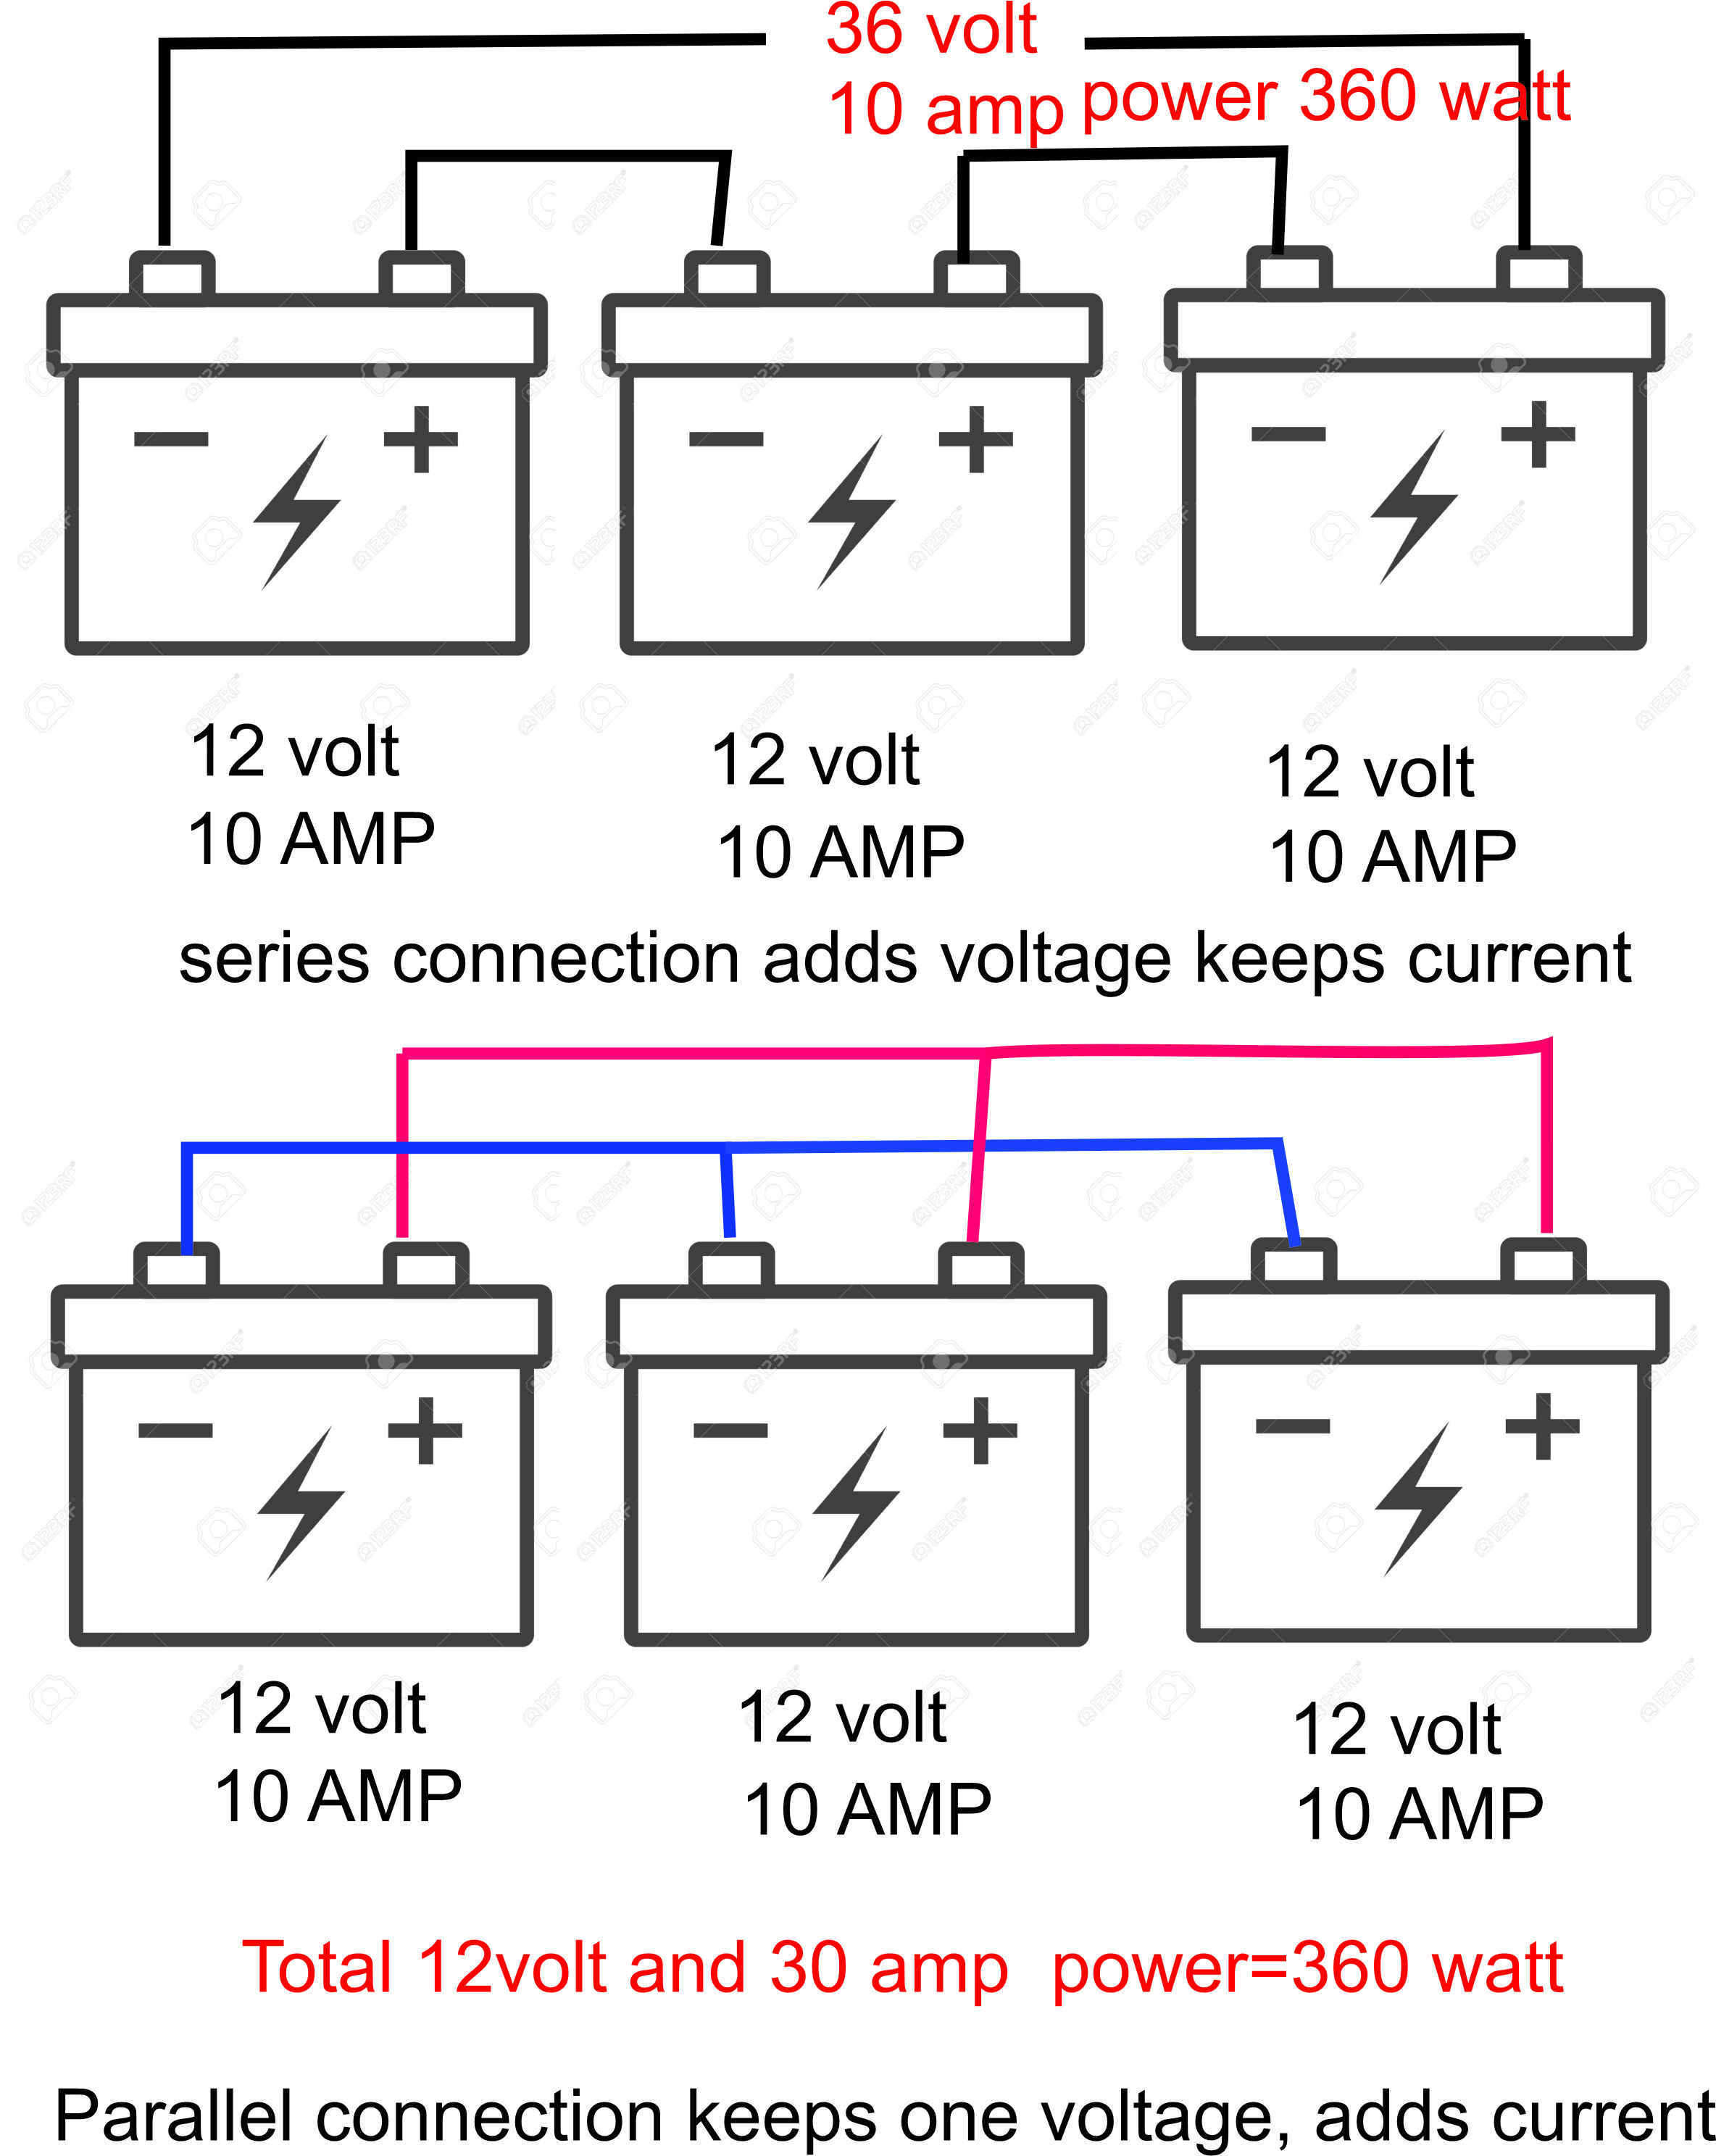 36 volt
10 amp power 360 watt
12 volt
10 AMP
12 volt
10 AMP
12 volt
10 AMP
series connection adds voltage keeps current
12 volt
10 AMP
12 volt
10 AMP
12 volt
10 AMP
Total 12volt and 30 amp power=360 watt
Parallel connection keeps one voltage, adds current
123RF